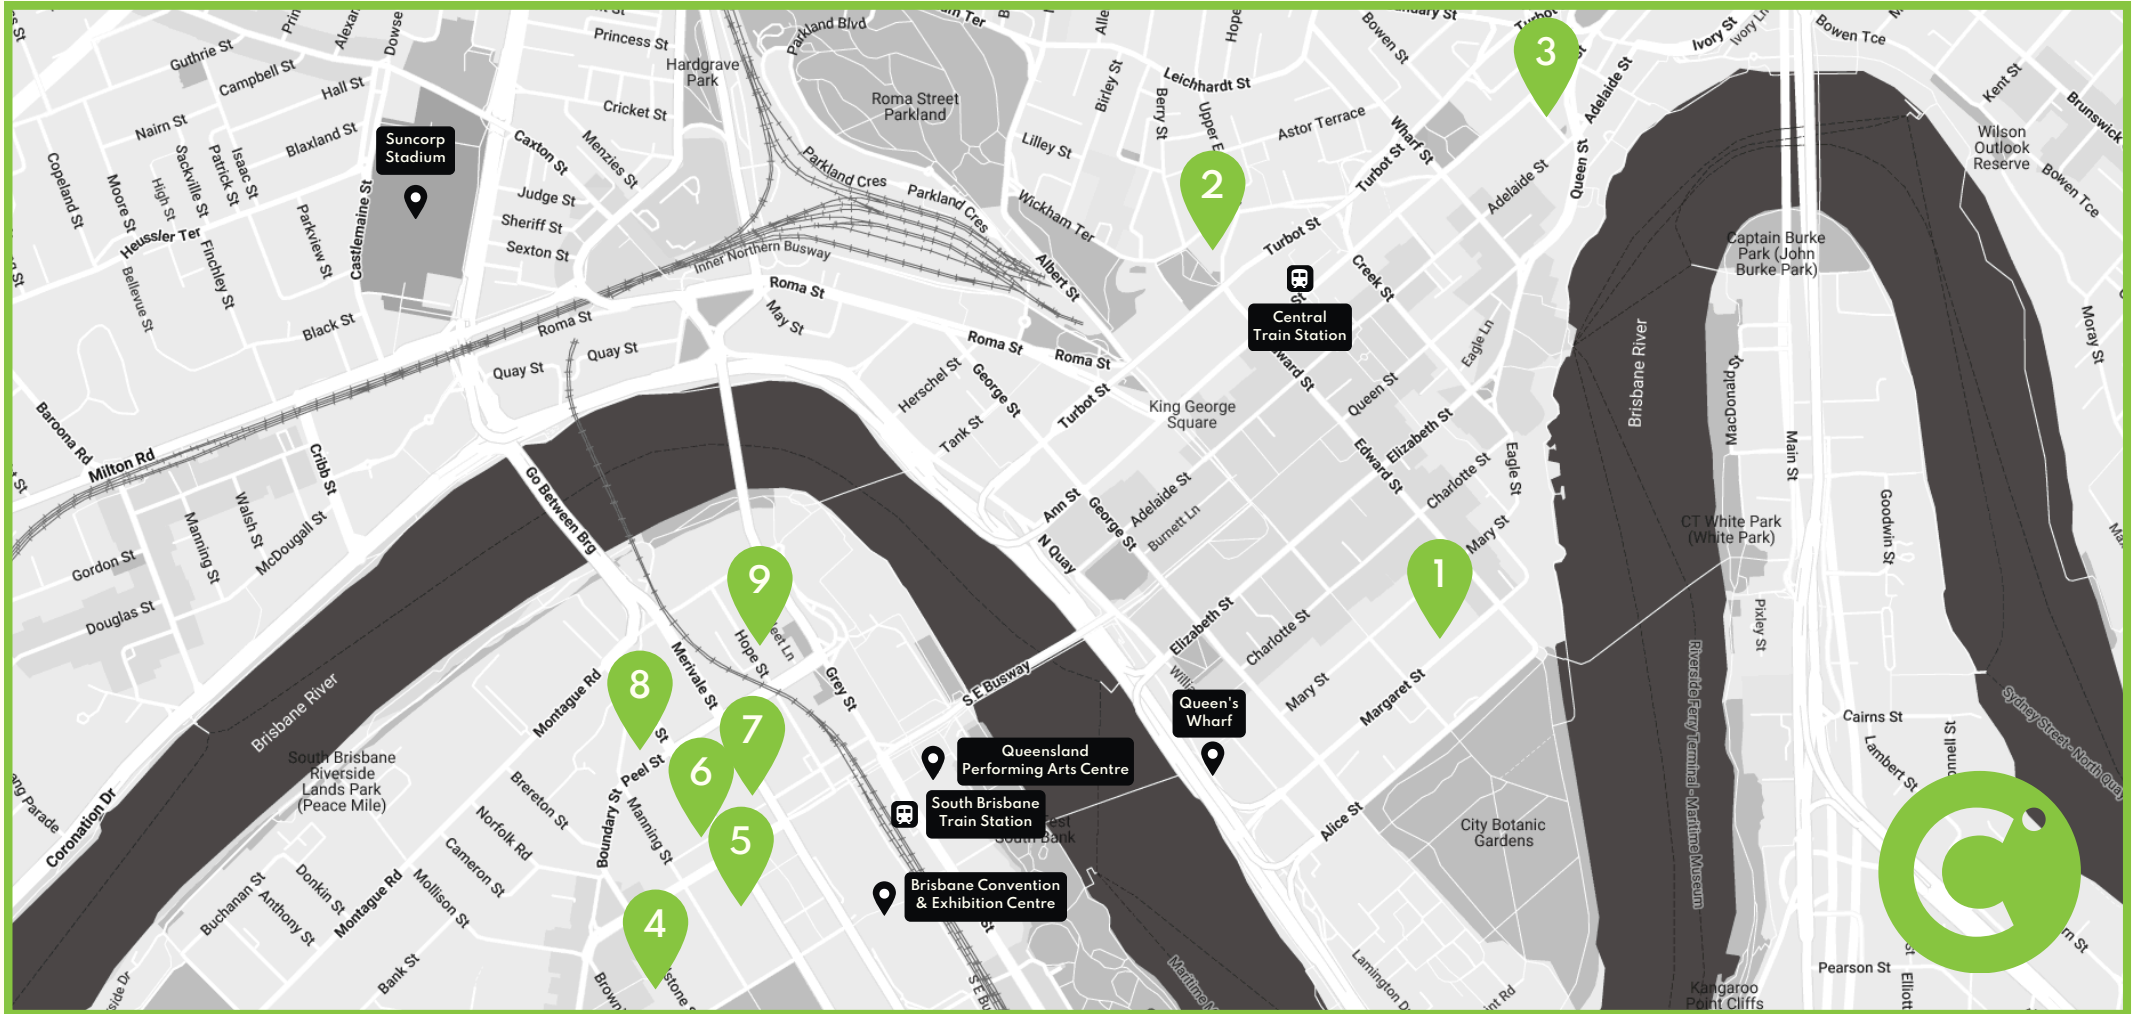 Guthrie St
Campbell St
Hall St
Nairn St
Blaxland St
Princess St
Hardgrave
Park
Parkland Blvd
Cricket St
Caxton St
Menzies St
Judge St
Sheriff St
Sexton St
Suncorp
Stadium
Copeland St
Moore St
High St
Sackville St
Patrick St
Isaac St
Heussler Ter
Bellevue St
Finchley St
Parkview St
Castlemaine St
Black St
Roma Street
Parkland
Parkland Cres
Parkland Cres
Inner Northern Busway
Roma St
May St
Roma St
Quay St
Quay St
Roma St
Roma St
Albert St
Wickham Ter
Lilley St
Birley St
Berry St
Leichhardt St
Astor Terrace
Bowen St
Wharf St
Turbot St
Turbot St
2
3
Adelaide St
Adelaide St
Queen St
Ivory St
Ivory Ln
Bowen Tce
Kent St
Brunswick
Wilson
Outlook
Reserve
Bowen Tce
Moray St
Captain Burke
Park (John
Burke Park)
Central
Train Station
Creek St
Eagle Ln
Queen St
Elizabeth St
Edward St
Charlotte St
Eagle St
Mary St
King George
Square
Herschel St
George St
Tank St
Turbot St
Ann St
George St
Adelaide St
Burnett Ln
N Quay
Brisbane River
MacDonald St
Main St
CT White Park
(White Park)
Goodwin St
Pixley St
Baroona Rd
Milton Rd
Cribb St
Walsh St
Manning St
McDougall St
Gordon St
Douglas St
Go Between Brg
9
Hope St
Merivale St
Grey St
1
Elizabeth St
Charlotte St
Mary St
Margaret St
S E Busway
Queen's
Wharf
Brisbane River
South Brisbane
Riverside
Lands Park
(Peace Mile)
Coronation Dr
Montague Rd
8
7
6
5
4
Peel St
Boundary St
Manning St
Brereton St
Norfolk Rd
Cameron St
Mollison St
Montague Rd
Donkin St
Anthony St
Buchanan St
Bank St
Queensland
Performing Arts Centre
South Brisbane
Train Station
South Bank
Brisbane Convention
& Exhibition Centre
Alice St
City Botanic
Gardens
Riverside Ferry Terminal - Maritime Museum
Cairns St
Lambert St
Sydney Street - North Quay
Pearson St
Kangaroo
Point Cliffs